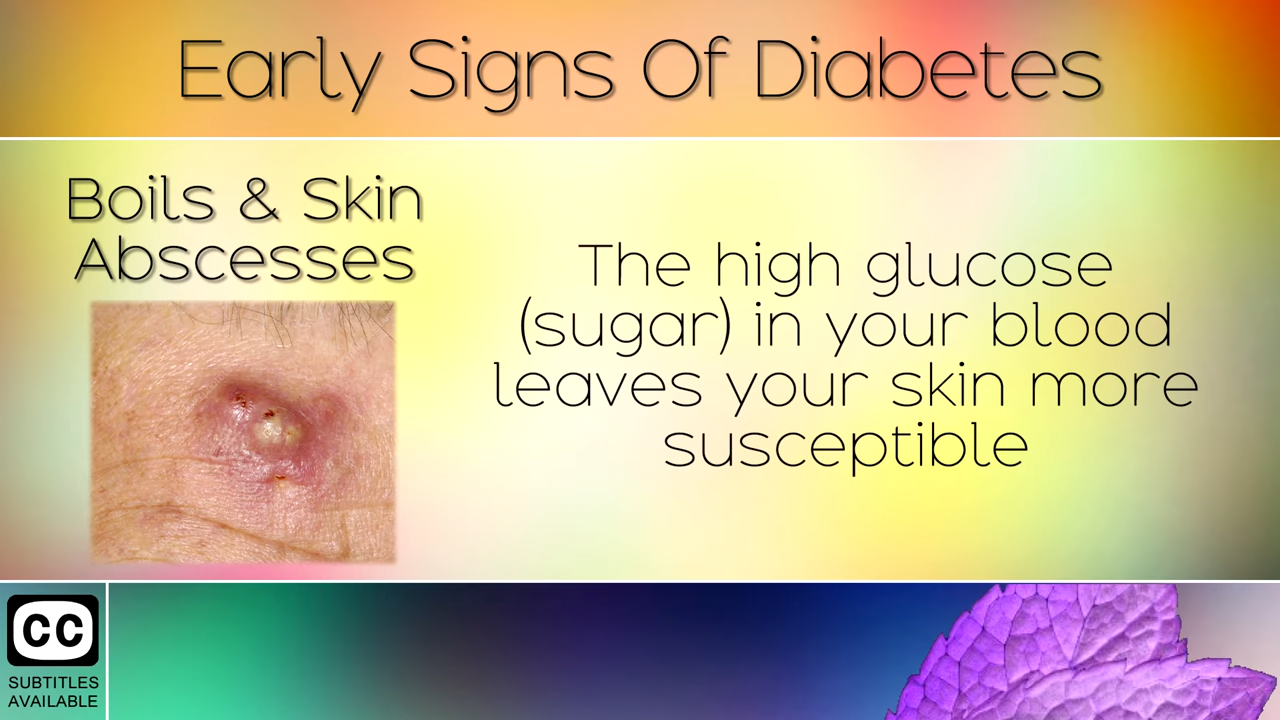 Early Signs Of Diabetes
Boils & Skin
Abscesses
The high glucose
(sugar) in your blood
leaves your skin more
susceptible
CC
SUBTITLES
AVAILABLE